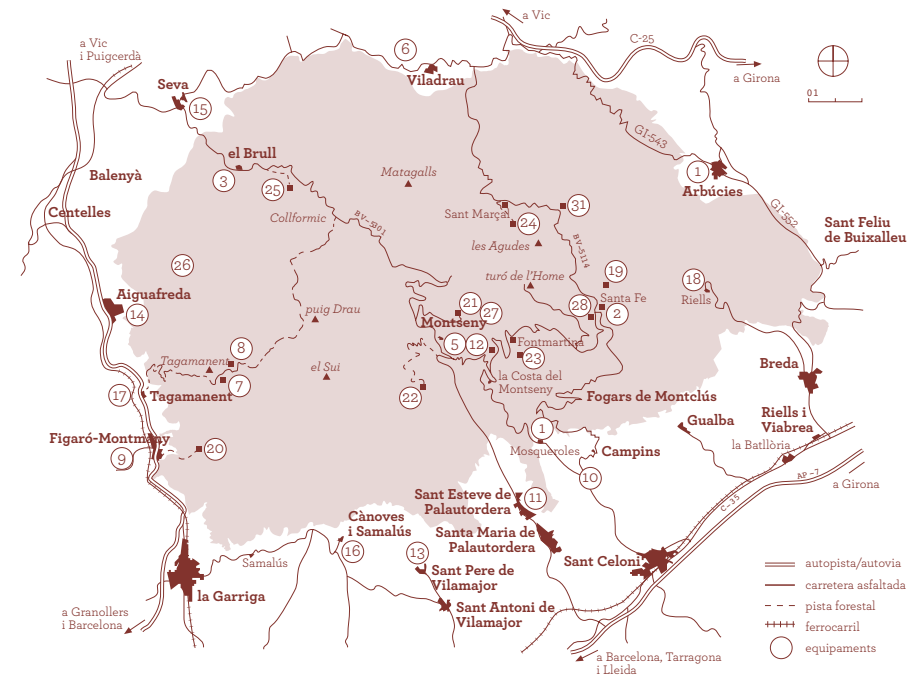 a Vic
C-25
a Vic
i Puigcerdà
6
Viladrau
a Girona
Seva
15
0 1
GI-543
el Brull
3
25
Matagalls
1
Arbúcies
Balenyà
Centelles
Collformic
BV-5301
Sant Marçal
24
31
GI-552
Sant Feliu
de Buixalleu
les Agudes
BV-5114
26
turó de l'Home
19
18
Riells
Aiguafreda
14
puig Drau
21
27
Montseny
28
Santa Fe
2
5
12
Fontmartina
23
8
Tagamanent
7
el Sui
la Costa del
Montseny
Breda
17
Tagamanent
22
Fogars de Montclús
Gualba
Riells i
Viabrea
Figaró-Montmany
9
20
1
Mosqueroles
Campins
la Batllòria
10
AP-7
a Girona
C-35
Sant Esteve de
Palautordera
11
Cànoves
i Samalús
Santa Maria de
Palautordera
16
13
Sant Celoni
Samalús
Sant Pere de
Vilamajor
la Garriga
Sant Antoni de
Vilamajor
a Granollers
i Barcelona
a Barcelona, Tarragona
i Lleida
autopista/autovia
carretera asfaltada
pista forestal
ferrocarril
equipaments